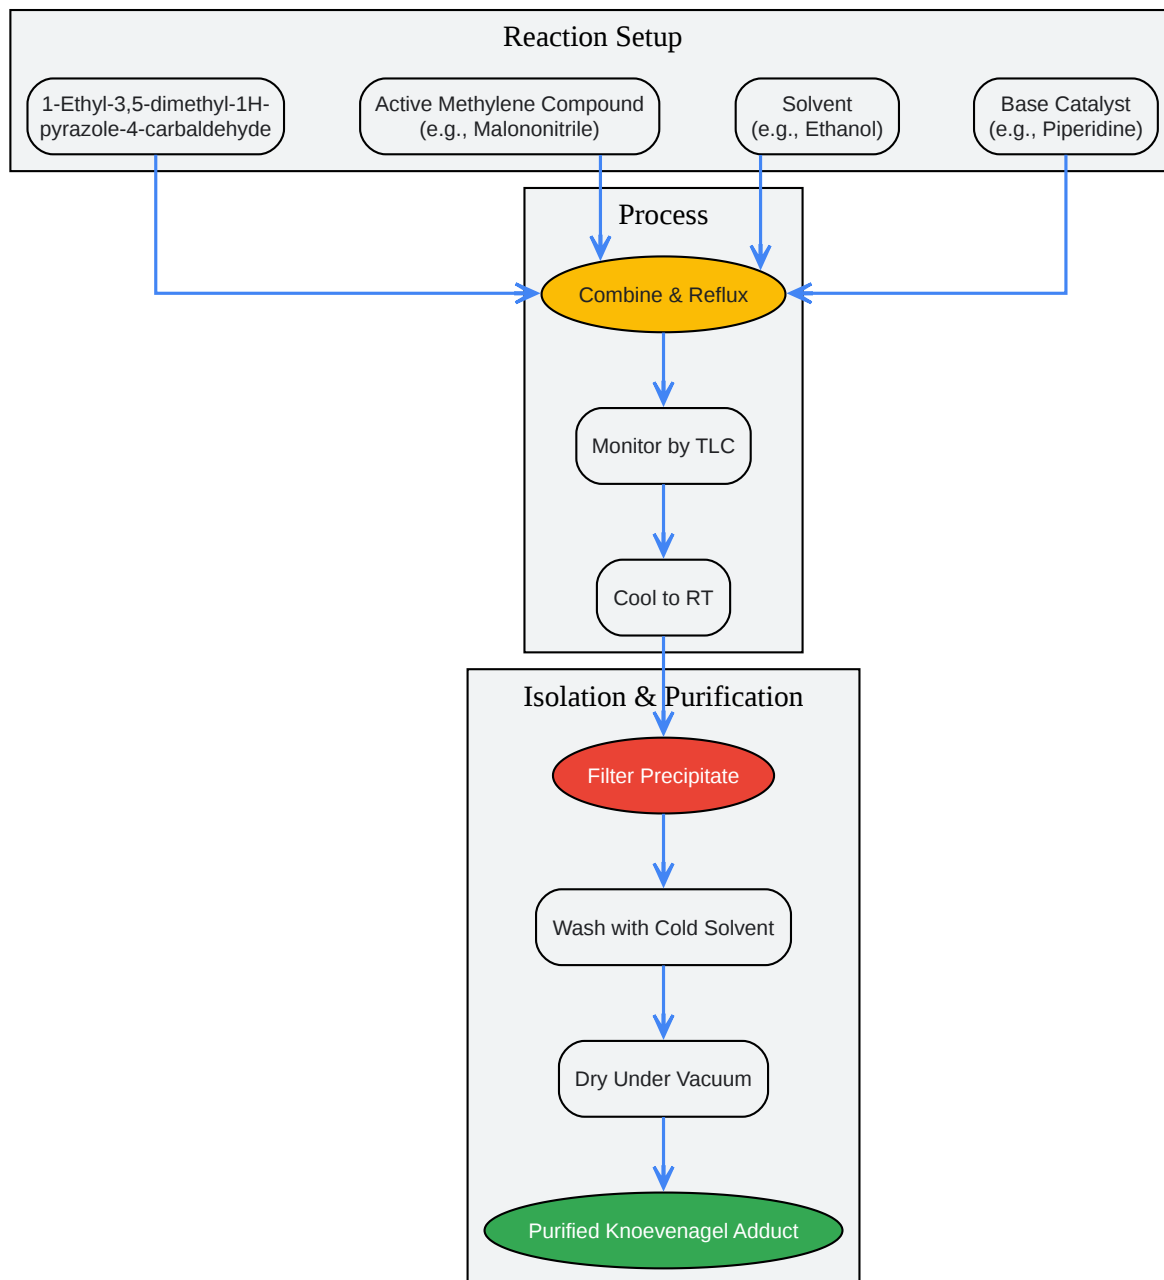 Reaction Setup
1-Ethyl-3,5-dimethyl-1H-
pyrazole-4-carbaldehyde
Active Methylene Compound
(e.g., Malononitrile)
Solvent
(e.g., Ethanol)
Base Catalyst
(e.g., Piperidine)
Process
Combine & Reflux
Monitor by TLC
Cool to RT
Isolation & Purification
Filter Precipitate
Wash with Cold Solvent
Dry Under Vacuum
Purified Knoevenagel Adduct